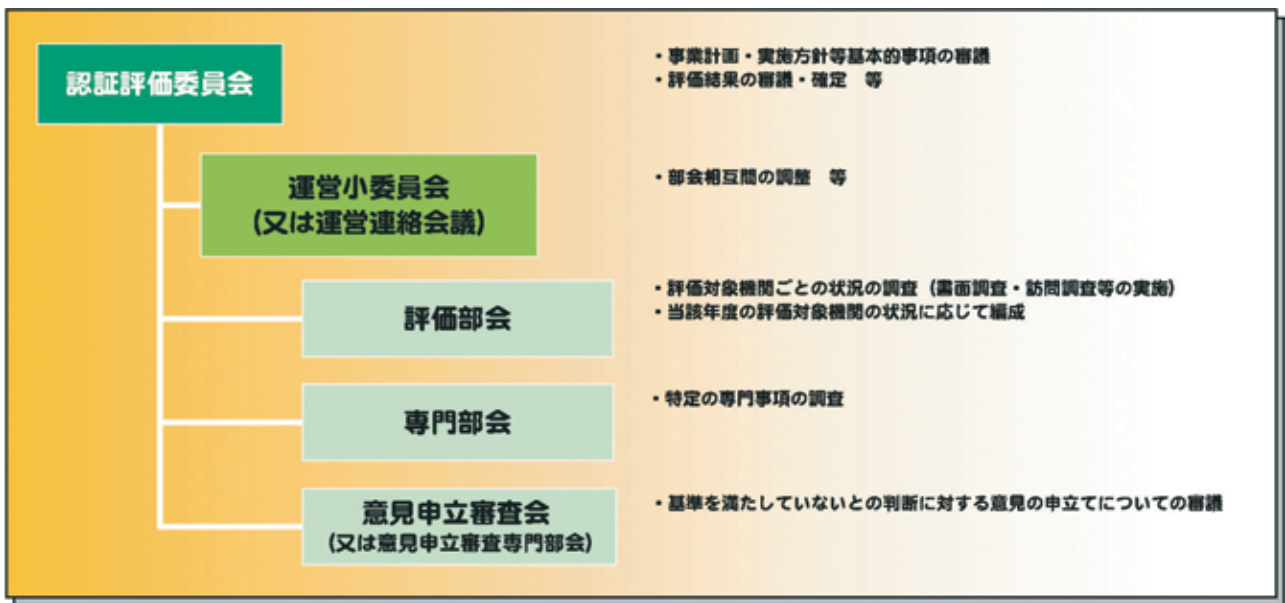 認証評価委員会
・事業計画・実施方針等基本的事項の審議
・評価結果の審議・確定　等
運営小委員会
(又は運営連絡会議)
・部会相互間の調整　等
評価部会
・評価対象機関ごとの状況の調査（書面調査・訪問調査等の実施）
・当該年度の評価対象機関の状況に応じて編成
専門部会
・特定の専門事項の調査
意見申立審査会
(又は意見申立審査専門部会)
・基準を満たしていないとの判断に対する意見の申立てについての審議